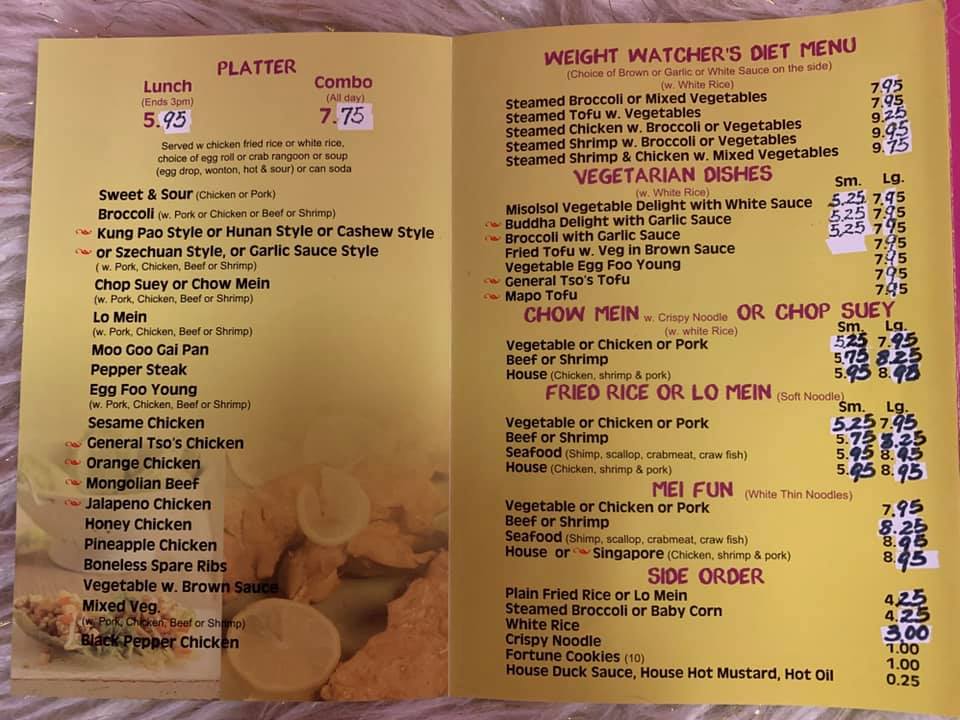 PLATTER
Lunch
(Ends 3pm)
5.95
Combo
(All day)
7.75
Served w chicken fried rice or white rice,
choice of egg roll or crab rangoon or soup
(egg drop, wonton, hot & sour) or can soda
Sweet & Sour (Chicken or Pork)
Broccoli (w. Pork or Chicken or Beef or Shrimp)
Kung Pao Style or Hunan Style or Cashew Style
or Szechuan Style, or Garlic Sauce Style
( w. Pork, Chicken, Beef or Shrimp)
Chop Suey or Chow Mein
(w. Pork, Chicken, Beef or Shrimp)
Lo Mein
(w. Pork, Chicken, Beef or Shrimp)
Moo Goo Gai Pan
Pepper Steak
Egg Foo Young
(w. Pork, Chicken, Beef or Shrimp)
Sesame Chicken
General Tso's Chicken
Orange Chicken
Mongolian Beef
Jalapeno Chicken
Honey Chicken
Pineapple Chicken
Boneless Spare Ribs
Vegetable w. Brown Sauce
Mixed Veg.
(w. Pork, Chicken, Beef or Shrimp)
Black Pepper Chicken
WEIGHT WATCHER'S DIET MENU
(Choice of Brown or Garlic or White Sauce on the side)
(w. White Rice)
Steamed Broccoli or Mixed Vegetables 7.95
Steamed Tofu w. Vegetables 7.95
Steamed Chicken w. Broccoli or Vegetables 9.25
Steamed Shrimp w. Broccoli or Vegetables 9.95
Steamed Shrimp & Chicken w. Mixed Vegetables 9.75
VEGETARIAN DISHES
(w. White Rice)
Sm. Lg.
Misolsol Vegetable Delight with White Sauce 5.25 7.95
Buddha Delight with Garlic Sauce 5.25 7.95
Broccoli with Garlic Sauce 5.25 7.95
Fried Tofu w. Veg in Brown Sauce 7.95
Vegetable Egg Foo Young 7.95
General Tso's Tofu 7.95
Mapo Tofu 7.95
CHOW MEIN w. Crispy Noodle OR CHOP SUEY
(w. white Rice)
Sm. Lg.
Vegetable or Chicken or Pork 5.25 7.95
Beef or Shrimp 5.75 8.25
House (Chicken, shrimp & pork) 5.95 8.95
FRIED RICE OR LO MEIN (Soft Noodle)
Sm. Lg.
Vegetable or Chicken or Pork 5.25 7.95
Beef or Shrimp 5.75 8.25
Seafood (Shimp, scallop, crabmeat, craw fish) 5.95 8.95
House (Chicken, shrimp & pork) 5.95 8.95
MEI FUN (White Thin Noodles)
Vegetable or Chicken or Pork 7.95
Beef or Shrimp 8.25
Seafood (Shimp, scallop, crabmeat, craw fish) 8.95
House or Singapore (Chicken, shrimp & pork) 8.95
SIDE ORDER
Plain Fried Rice or Lo Mein 4.25
Steamed Broccoli or Baby Corn 4.25
White Rice 3.00
Crispy Noodle 1.00
Fortune Cookies (10) 1.00
House Duck Sauce, House Hot Mustard, Hot Oil 0.25